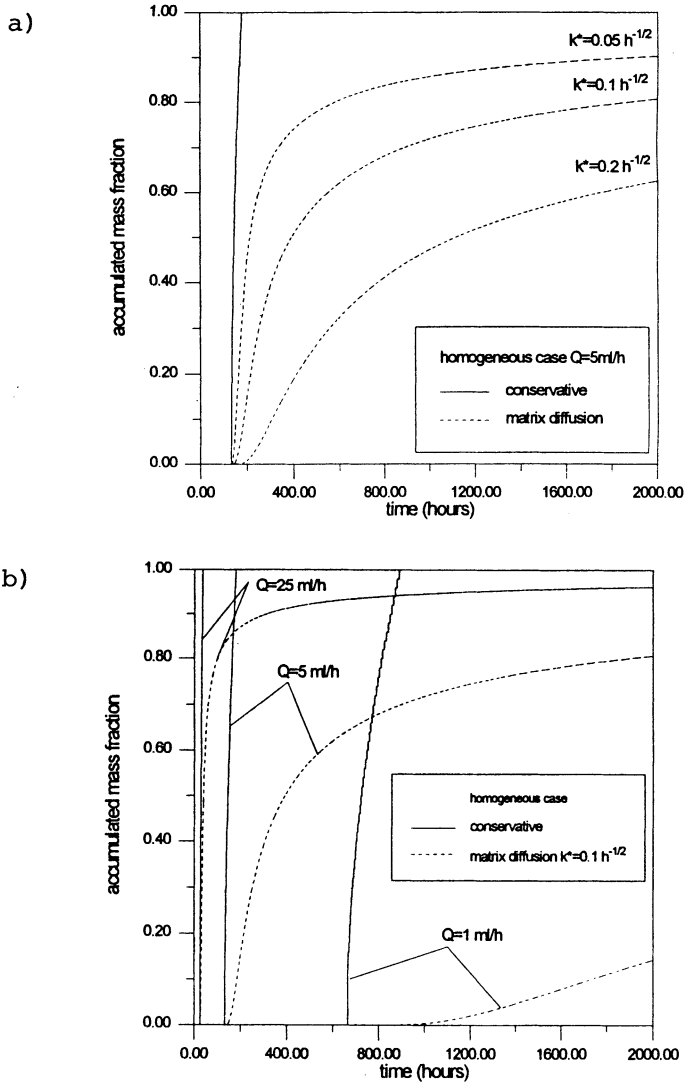 a)
accumulated mass fraction
1.00
0.80
0.60
0.40
0.20
0.00
k*=0.05 h-1/2
k*=0.1 h-1/2
k*=0.2 h-1/2
homogeneous case Q=5ml/h
conservative
matrix diffusion
0.00 400.00 800.00 1200.00 1600.00 2000.00
time (hours)
b)
accumulated mass fraction
1.00
0.80
0.60
0.40
0.20
0.00
Q=25 ml/h
Q=5 ml/h
Q=1 ml/h
homogeneous case
conservative
matrix diffusion k*=0.1 h-1/2
0.00 400.00 800.00 1200.00 1600.00 2000.00
time (hours)